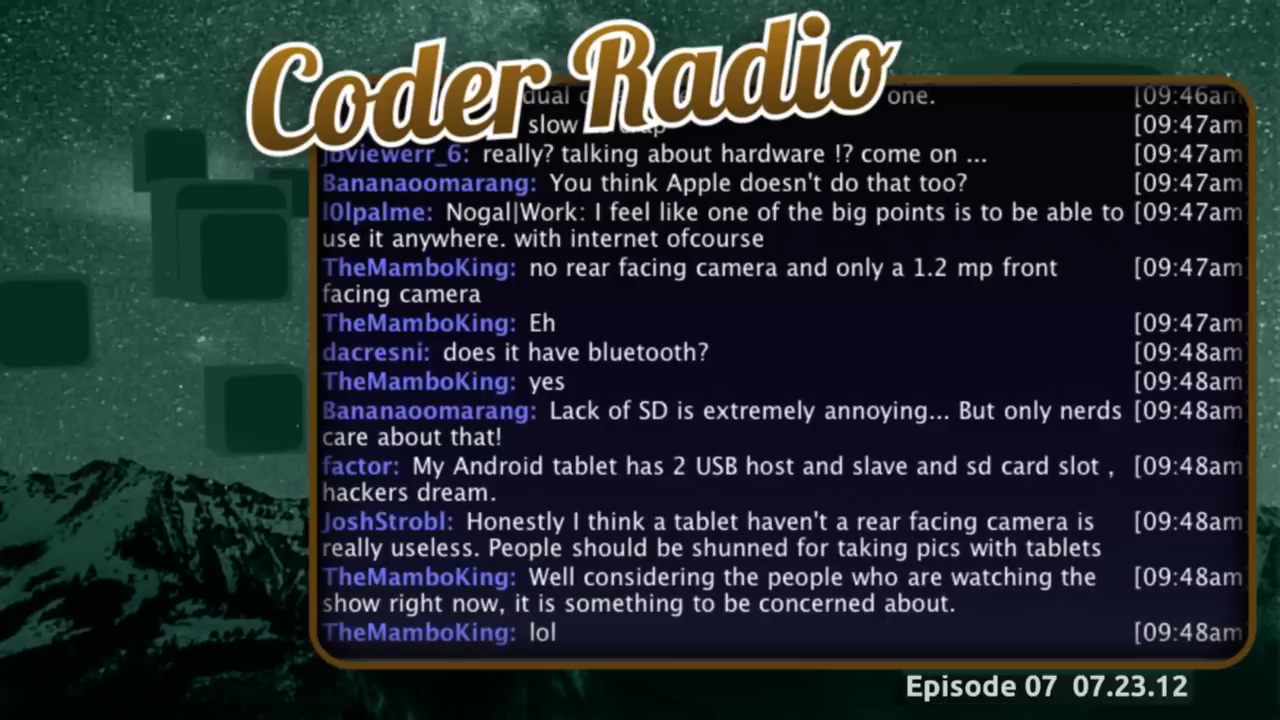 Coder Radio
dual one. [09:46am
slow [09:47am
jbviewerr_6: really? talking about hardware !? come on ... [09:47am
Bananaoomarang: You think Apple doesn't do that too? [09:47am
l0lpalme: Nogal|Work: I feel like one of the big points is to be able to [09:47am
use it anywhere. with internet ofcourse
TheMamboKing: no rear facing camera and only a 1.2 mp front [09:47am
facing camera
TheMamboKing: Eh [09:47am
dacresni: does it have bluetooth? [09:48am
TheMamboKing: yes [09:48am
Bananaoomarang: Lack of SD is extremely annoying... But only nerds [09:48am
care about that!
factor: My Android tablet has 2 USB host and slave and sd card slot , [09:48am
hackers dream.
JoshStrobl: Honestly I think a tablet haven't a rear facing camera is [09:48am
really useless. People should be shunned for taking pics with tablets
TheMamboKing: Well considering the people who are watching the [09:48am
show right now, it is something to be concerned about.
TheMamboKing: lol [09:48am
Episode 07 07.23.12